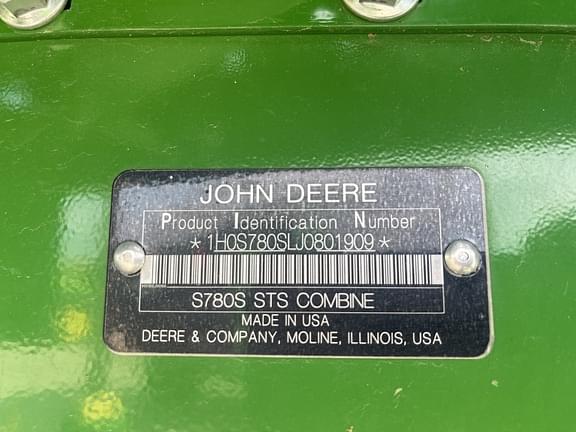 JOHN DEERE
Product Identification Number
*1H0S780SLJ0801909*
S780S STS COMBINE
MADE IN USA
DEERE & COMPANY, MOLINE, ILLINOIS, USA